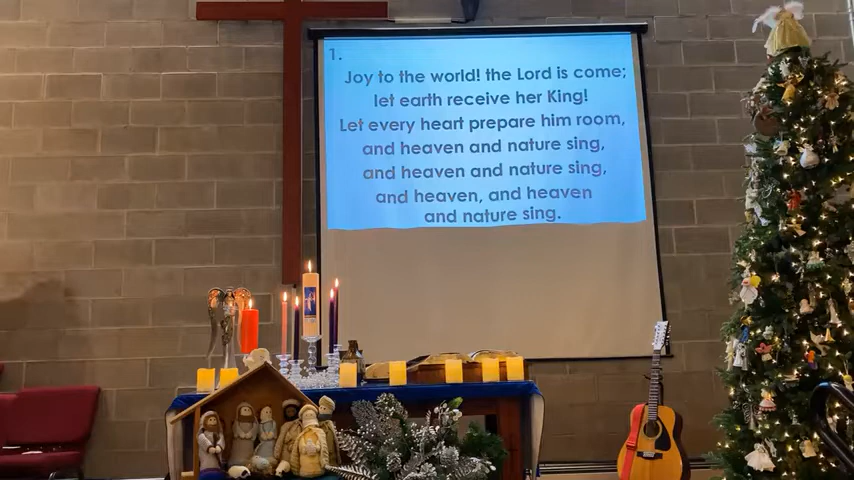 1.
Joy to the world! the Lord is come;
let earth receive her King!
Let every heart prepare him room,
and heaven and nature sing,
and heaven and nature sing,
and heaven, and heaven
and nature sing.